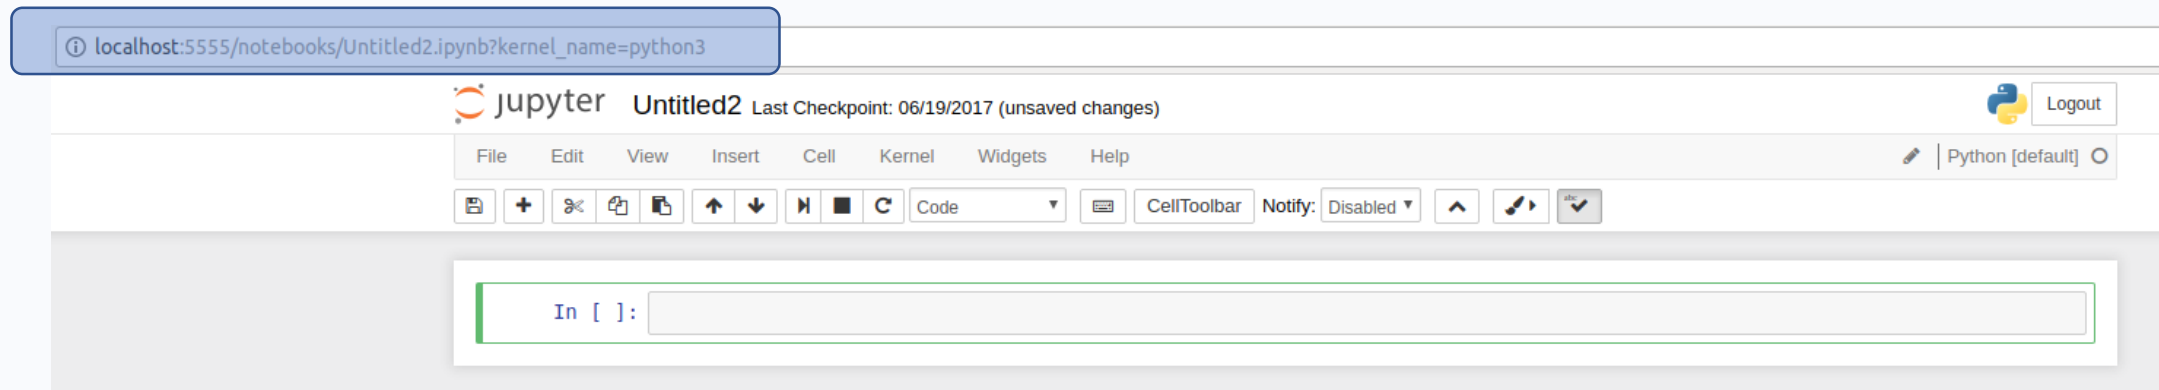 localhost:5555/notebooks/Untitled2.ipynb?kernel_name=python3
jupyter Untitled2 Last Checkpoint: 06/19/2017 (unsaved changes) Logout
File Edit View Insert Cell Kernel Widgets Help Python [default]
Code CellToolbar Notify: Disabled abc
In [ ]: